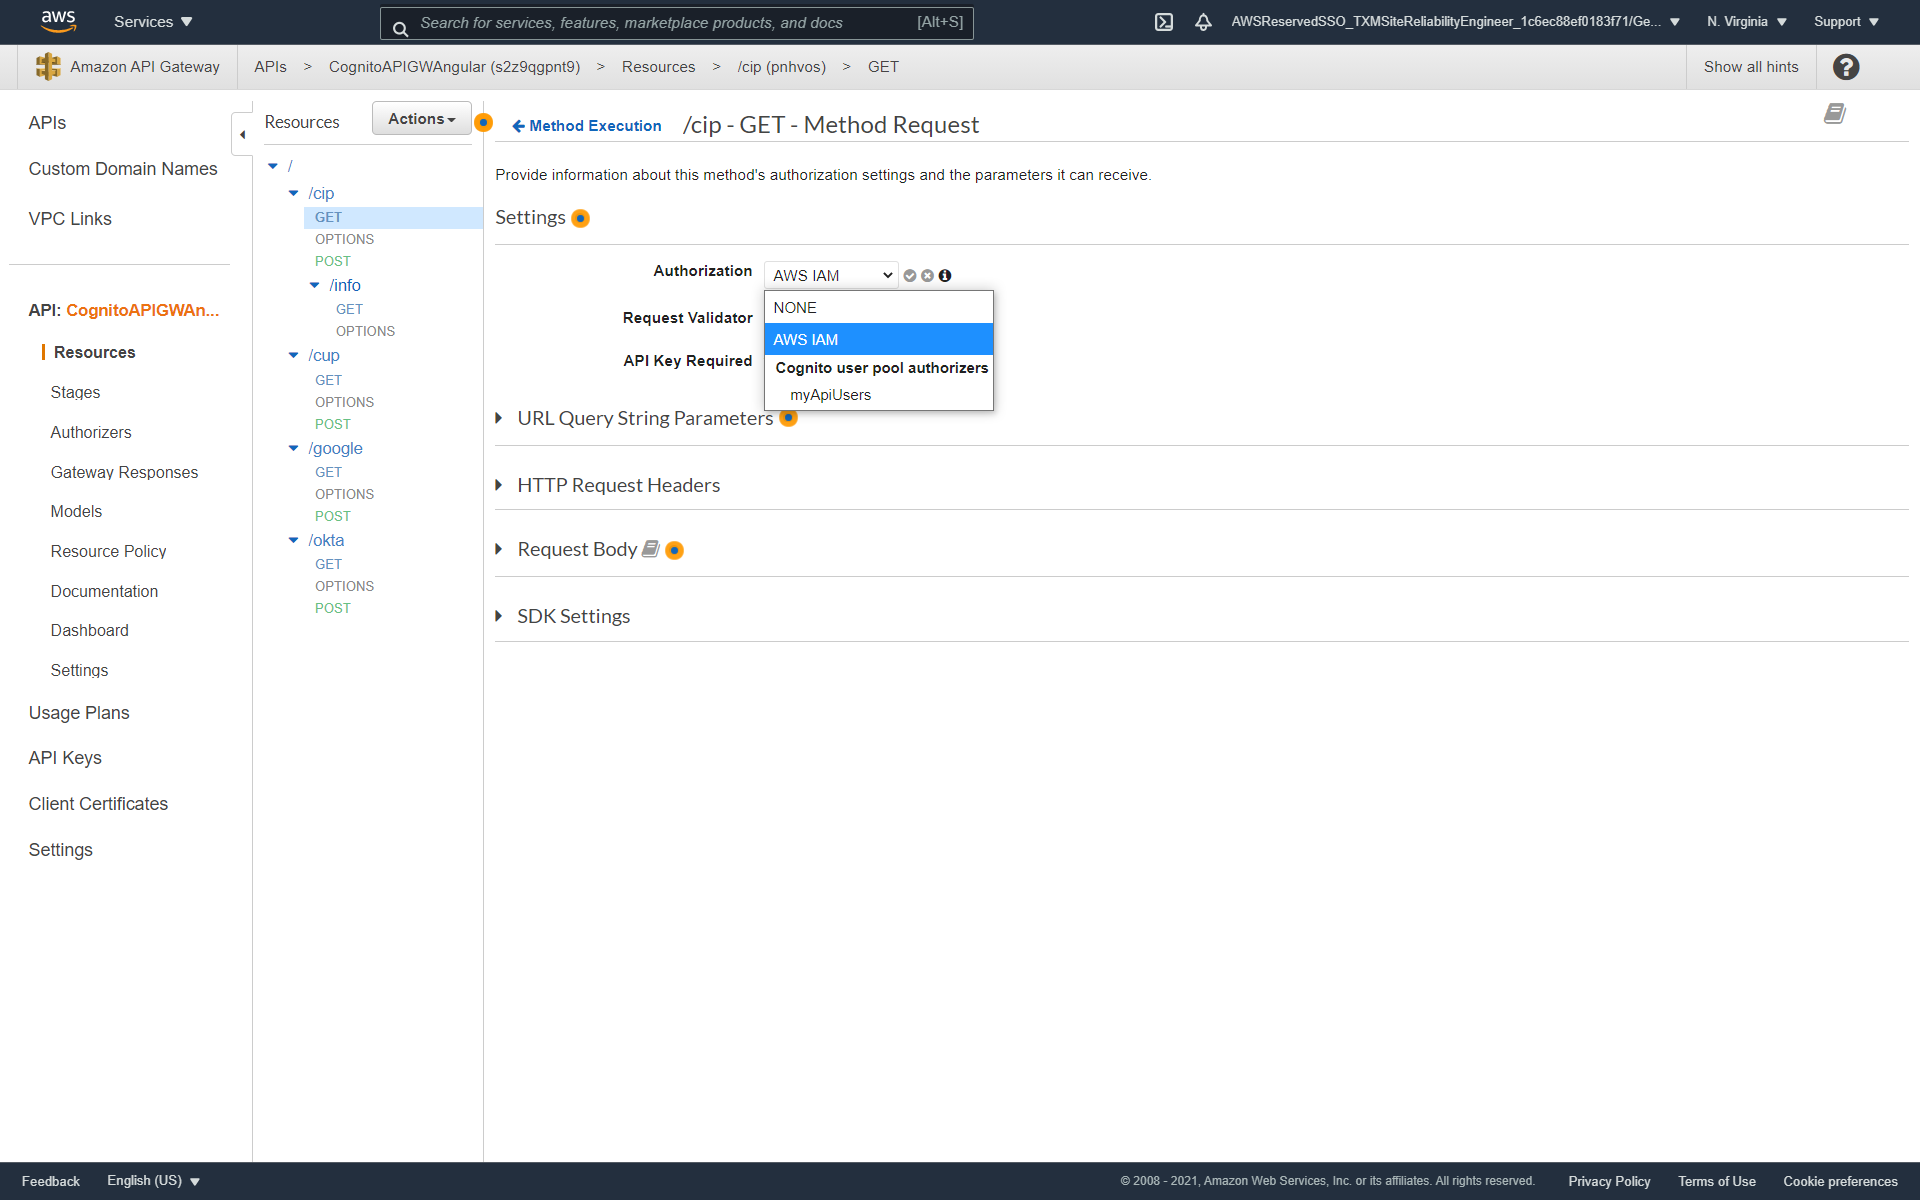 aws
Services
Search for services, features, marketplace products, and docs
[Alt+S]
AWSReservedSSO_TXMSiteReliabilityEngineer_1c6ec88ef0183f71/Ge...
N. Virginia
Support
Amazon API Gateway
APIs > CognitoAPIGWAngular (s2z9qgpnt9) > Resources > /cip (pnhvos) > GET
Show all hints
?
APIs
Custom Domain Names
VPC Links
API: CognitoAPIGWAn...
Resources
Stages
Authorizers
Gateway Responses
Models
Resource Policy
Documentation
Dashboard
Settings
Usage Plans
API Keys
Client Certificates
Settings
Resources
Actions
/
/cip
GET
OPTIONS
POST
/info
GET
OPTIONS
/cup
GET
OPTIONS
POST
/google
GET
OPTIONS
POST
/okta
GET
OPTIONS
POST
Method Execution
/cip - GET - Method Request
Provide information about this method's authorization settings and the parameters it can receive.
Settings
Authorization
AWS IAM
NONE
AWS IAM
Cognito user pool authorizers
myApiUsers
Request Validator
API Key Required
URL Query String Parameters
HTTP Request Headers
Request Body
SDK Settings
Feedback
English (US)
© 2008 - 2021, Amazon Web Services, Inc. or its affiliates. All rights reserved.
Privacy Policy
Terms of Use
Cookie preferences